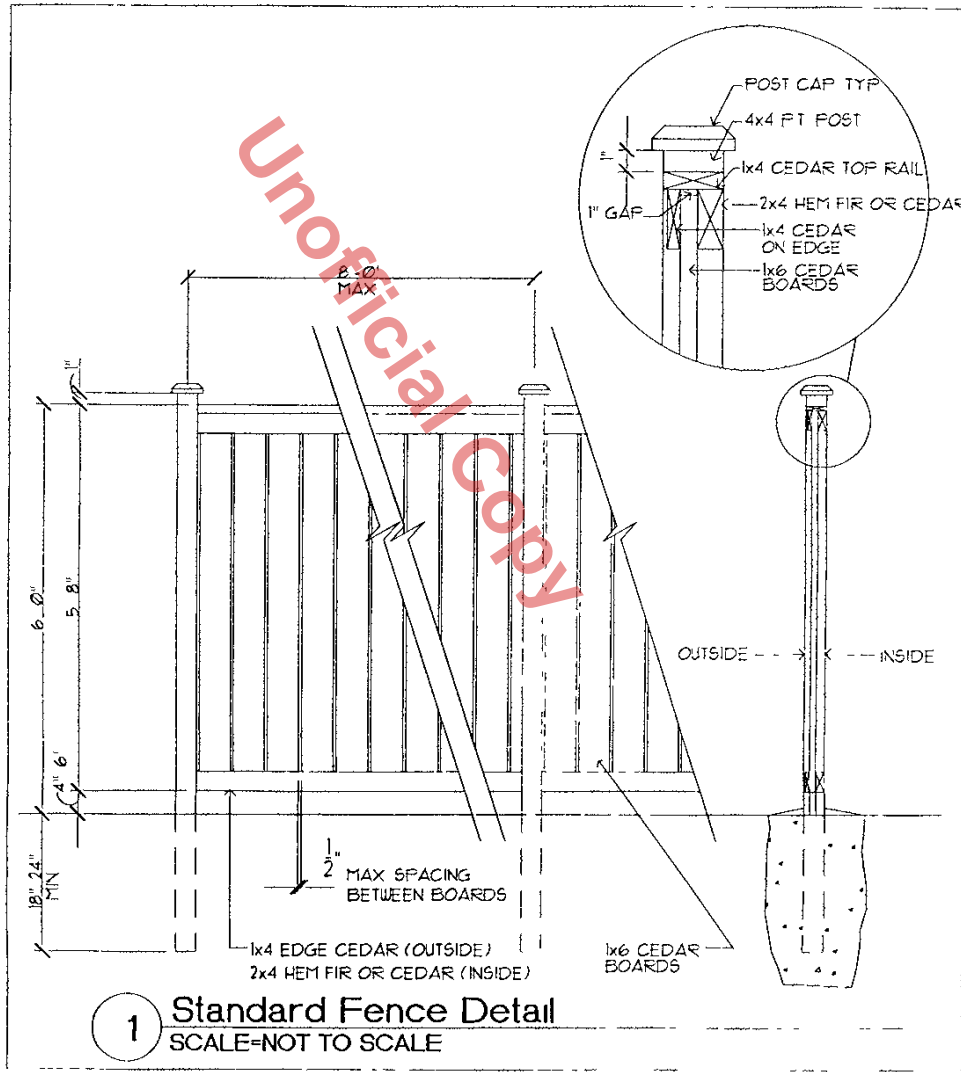 POST CAP TYP
4x4 PT POST
1"
1x4 CEDAR TOP RAIL
1" GAP
2x4 HEM FIR OR CEDAR
1x4 CEDAR
ON EDGE
1x6 CEDAR
BOARDS
8'-0"
MAX
1"
6'-0"
5'8"
4"-6"
18"-24"
MIN
OUTSIDE
INSIDE
1/2"
MAX SPACING
BETWEEN BOARDS
1x4 EDGE CEDAR (OUTSIDE)
2x4 HEM FIR OR CEDAR (INSIDE)
1x6 CEDAR
BOARDS
1
Standard Fence Detail
SCALE=NOT TO SCALE
Unofficial Copy